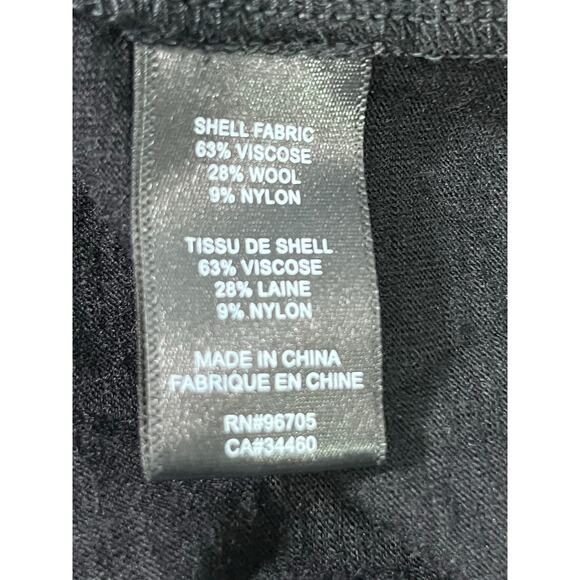 SHELL FABRIC
63% VISCOSE
28% WOOL
9% NYLON
TISSU DE SHELL
63% VISCOSE
28% LAINE
9% NYLON
MADE IN CHINA
FABRIQUE EN CHINE
RN#96705
CA#34460